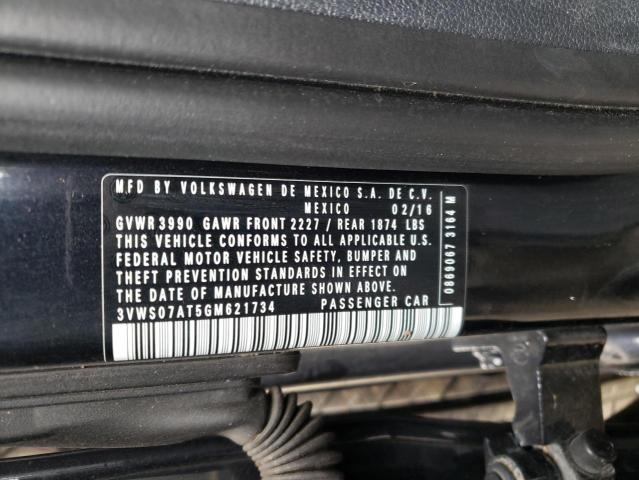 MFD BY VOLKSWAGEN DE MEXICO S.A. DE C.V.
MEXICO 02/16
GVWR 3990 GAWR FRONT 2227 / REAR 1874 LBS
THIS VEHICLE CONFORMS TO ALL APPLICABLE U.S.
FEDERAL MOTOR VEHICLE SAFETY, BUMPER AND
THEFT PREVENTION STANDARDS IN EFFECT ON
THE DATE OF MANUFACTURE SHOWN ABOVE.
3VWS07AT5GM621734 PASSENGER CAR
0869067 3164 M